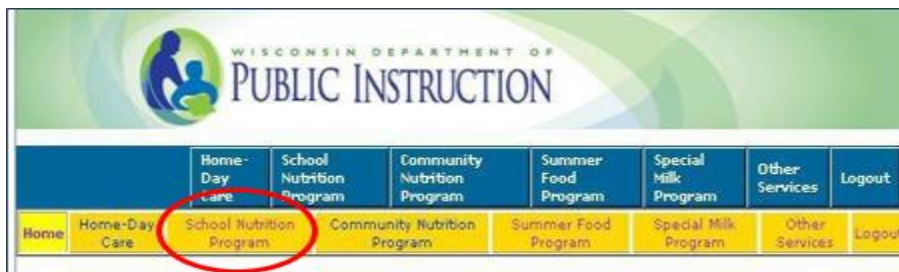 WISCONSIN DEPARTMENT OF
PUBLIC INSTRUCTION
Home-
Day
Care
School
Nutrition
Program
Community
Nutrition
Program
Summer
Food
Program
Special
Milk
Program
Other
Services
Logout
Home
Home-Day
Care
School Nutrition
Program
Community Nutrition
Program
Summer Food
Program
Special Milk
Program
Other
Services
Logout